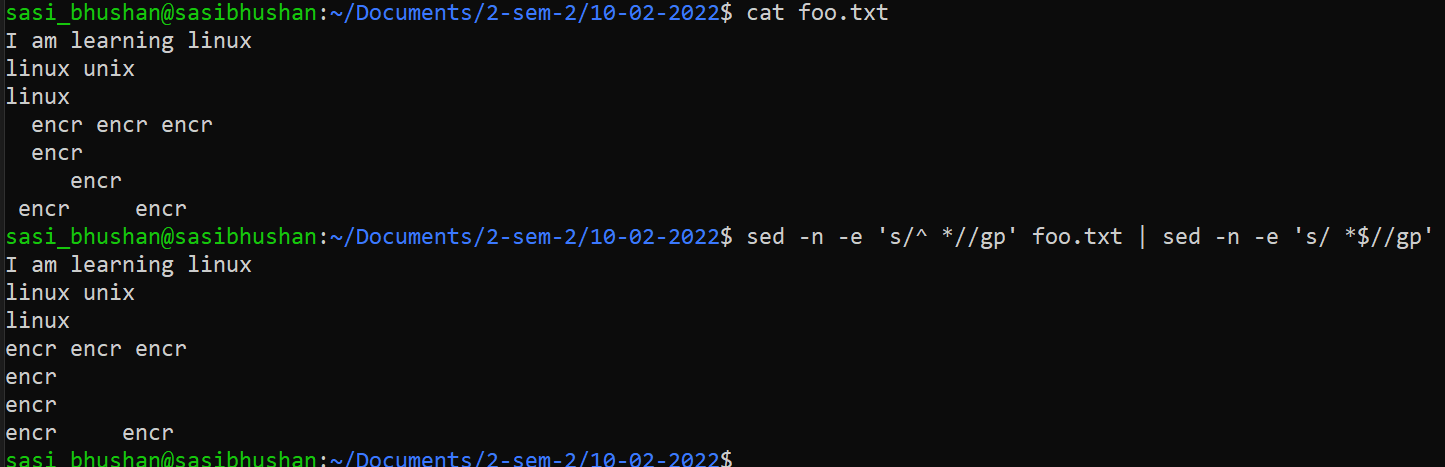 sasi_bhushan@sasibhushan:~/Documents/2-sem-2/10-02-2022$ cat foo.txt
I am learning linux
linux unix
linux
  encr encr encr
  encr
     encr
 encr     encr
sasi_bhushan@sasibhushan:~/Documents/2-sem-2/10-02-2022$ sed -n -e 's/^ *//gp' foo.txt | sed -n -e 's/ *$//gp'
I am learning linux
linux unix
linux
encr encr encr
encr
encr
encr     encr
sasi_bhushan@sasibhushan:~/Documents/2-sem-2/10-02-2022$